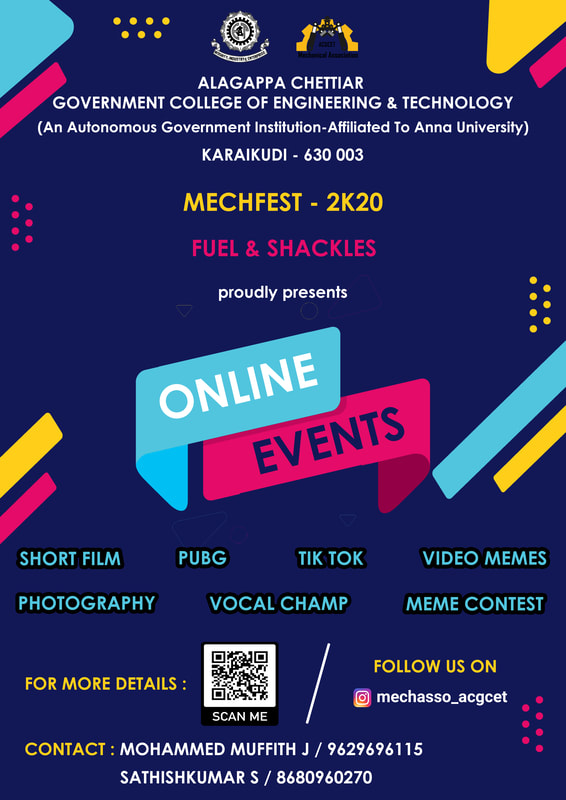 ALAGAPPA CHETTIAR
GOVERNMENT COLLEGE OF ENGINEERING & TECHNOLOGY
(An Autonomous Government Institution-Affiliated To Anna University)
KARAIKUDI - 630 003
MECHFEST - 2K20
FUEL & SHACKLES
proudly presents
ONLINE
EVENTS
SHORT FILM PUBG TIK TOK VIDEO MEMES
PHOTOGRAPHY VOCAL CHAMP MEME CONTEST
FOR MORE DETAILS :
SCAN ME
FOLLOW US ON
mechasso_acgcet
CONTACT : MOHAMMED MUFFITH J / 9629696115
SATHISHKUMAR S / 8680960270